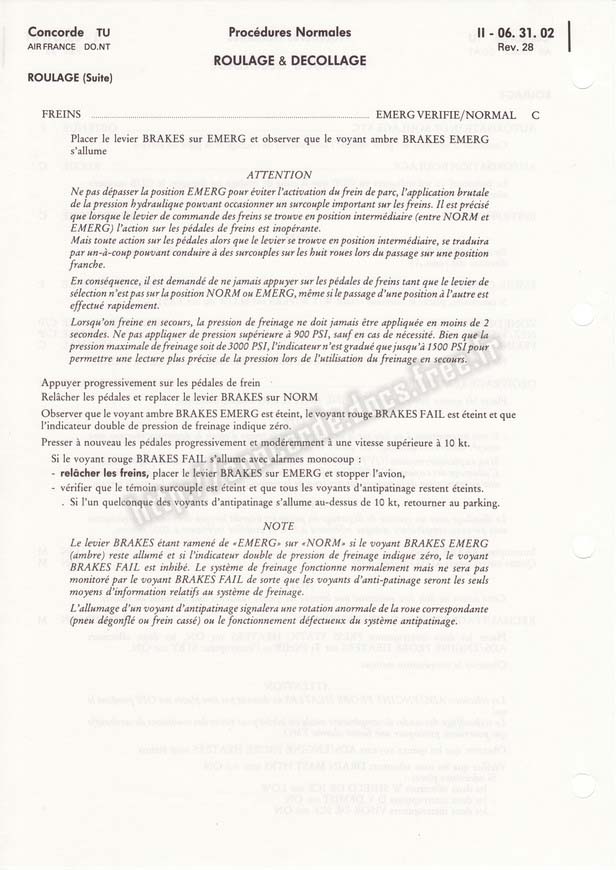 Concorde TU
AIR FRANCE DO.NT
Procédures Normales
II - 06. 31. 02
Rev. 28
ROULAGE & DECOLLAGE
ROULAGE (Suite)
FREINS ........ EMERG VERIFIE/NORMAL C
Placer le levier BRAKES sur EMERG et observer que le voyant ambre BRAKES EMERG
s'allume
ATTENTION
Ne pas dépasser la position EMERG pour éviter l'activation du frein de parc, l'application brutale
de la pression hydraulique pouvant occasionner un surcouple important sur les freins. Il est précisé
que lorsque le levier de commande des freins se trouve en position intermédiaire (entre NORM et
EMERG) l'action sur les pédales de freins est inopérante.
Mais toute action sur les pédales alors que le levier se trouve en position intermédiaire, se traduira
par un-à-coup pouvant conduire à des surcouples sur les huit roues lors du passage sur une position
franche.
En conséquence, il est demandé de ne jamais appuyer sur les pédales de freins tant que le levier de
sélection n'est pas sur la position NORM ou EMERG, même si le passage d'une position à l'autre est
effectué rapidement.
Lorsqu'on freine en secours, la pression de freinage ne doit jamais être appliquée en moins de 2
secondes. Ne pas appliquer de pression supérieure à 900 PSI, sauf en cas de nécessité. Bien que la
pression maximale de freinage soit de 3000 PSI, l'indicateur n'est gradué que jusqu'à 1500 PSI pour
permettre une lecture plus précise de la pression lors de l'utilisation du freinage en secours.
Appuyer progressivement sur les pédales de frein
Relâcher les pédales et replacer le levier BRAKES sur NORM
Observer que le voyant ambre BRAKES EMERG est éteint, le voyant rouge BRAKES FAIL est éteint et que
l'indicateur double de pression de freinage indique zéro.
Presser à nouveau les pédales progressivement et modéremment à une vitesse supérieure à 10 kt.
Si le voyant rouge BRAKES FAIL s'allume avec alarmes monocoup :
- relâcher les freins, placer le levier BRAKES sur EMERG et stopper l'avion,
- vérifier que le témoin surcouple est éteint et que tous les voyants d'antipatinage restent éteints.
. Si l'un quelconque des voyants d'antipatinage s'allume au-dessus de 10 kt, retourner au parking.
NOTE
Le levier BRAKES étant ramené de «EMERG» sur «NORM» si le voyant BRAKES EMERG
(ambre) reste allumé et si l'indicateur double de pression de freinage indique zéro, le voyant
BRAKES FAIL est inhibé. Le système de freinage fonctionne normalement mais ne sera pas
monitoré par le voyant BRAKES FAIL de sorte que les voyants d'anti-patinage seront les seuls
moyens d'information relatifs au système de freinage.
L'allumage d'un voyant d'antipatinage signalera une rotation anormale de la roue correspondante
(pneu dégonflé ou frein cassé) ou le fonctionnement défectueux du système antipatinage.
http://concorde.docs.free.fr